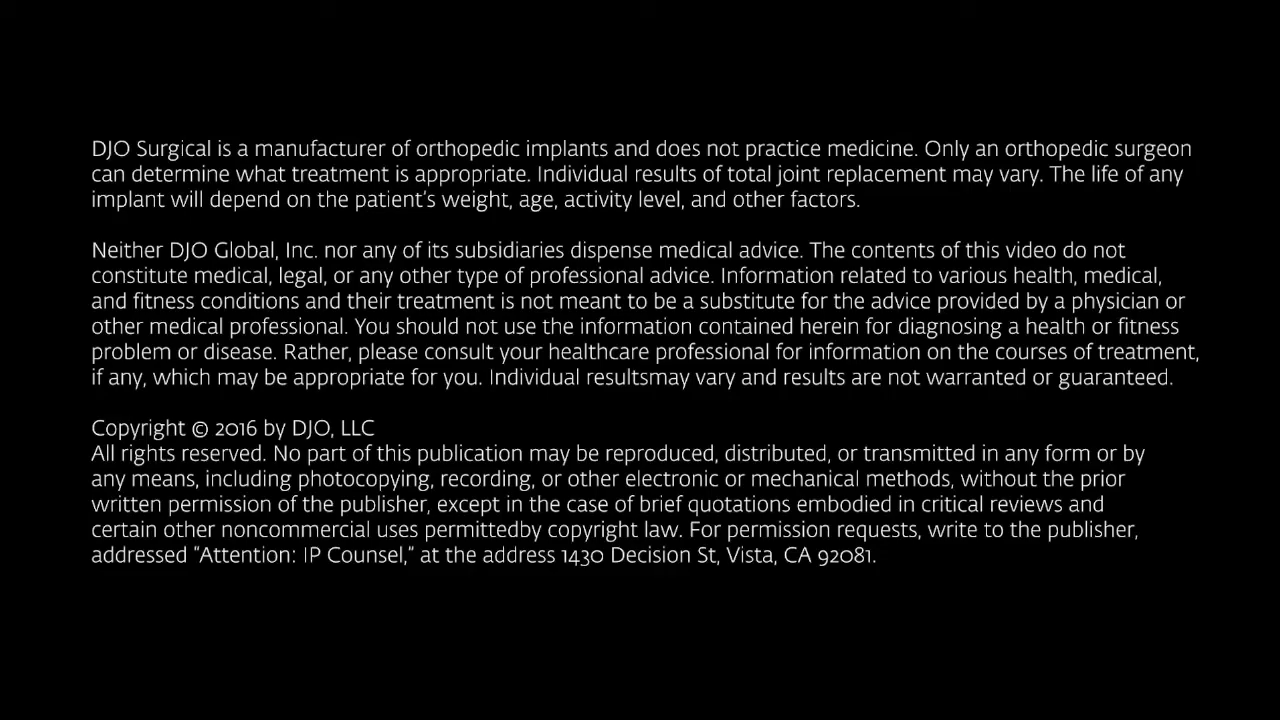 DJO Surgical is a manufacturer of orthopedic implants and does not practice medicine. Only an orthopedic surgeon
can determine what treatment is appropriate. Individual results of total joint replacement may vary. The life of any
implant will depend on the patient’s weight, age, activity level, and other factors.
Neither DJO Global, Inc. nor any of its subsidiaries dispense medical advice. The contents of this video do not
constitute medical, legal, or any other type of professional advice. Information related to various health, medical,
and fitness conditions and their treatment is not meant to be a substitute for the advice provided by a physician or
other medical professional. You should not use the information contained herein for diagnosing a health or fitness
problem or disease. Rather, please consult your healthcare professional for information on the courses of treatment,
if any, which may be appropriate for you. Individual resultsmay vary and results are not warranted or guaranteed.
Copyright © 2016 by DJO, LLC
All rights reserved. No part of this publication may be reproduced, distributed, or transmitted in any form or by
any means, including photocopying, recording, or other electronic or mechanical methods, without the prior
written permission of the publisher, except in the case of brief quotations embodied in critical reviews and
certain other noncommercial uses permittedby copyright law. For permission requests, write to the publisher,
addressed “Attention: IP Counsel,” at the address 1430 Decision St, Vista, CA 92081.